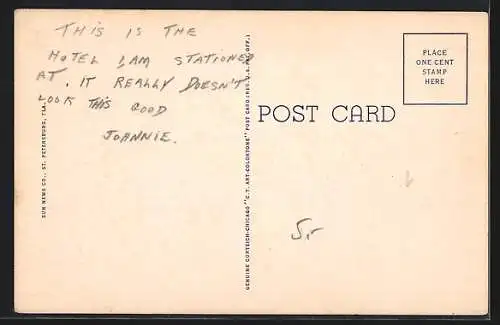 THIS IS THE
HOTEL I AM STATIONED
AT. IT REALLY DOESN'T
LOOK THIS GOOD
JOANNIE.
SUN NEWS CO., ST. PETERSBURG, FLA.
GENUINE CURTEICH-CHICAGO "C.T. ART-COLORTONE" POST CARD (REG. U.S. PAT. OFF.)
POST CARD
PLACE
ONE CENT
STAMP
HERE